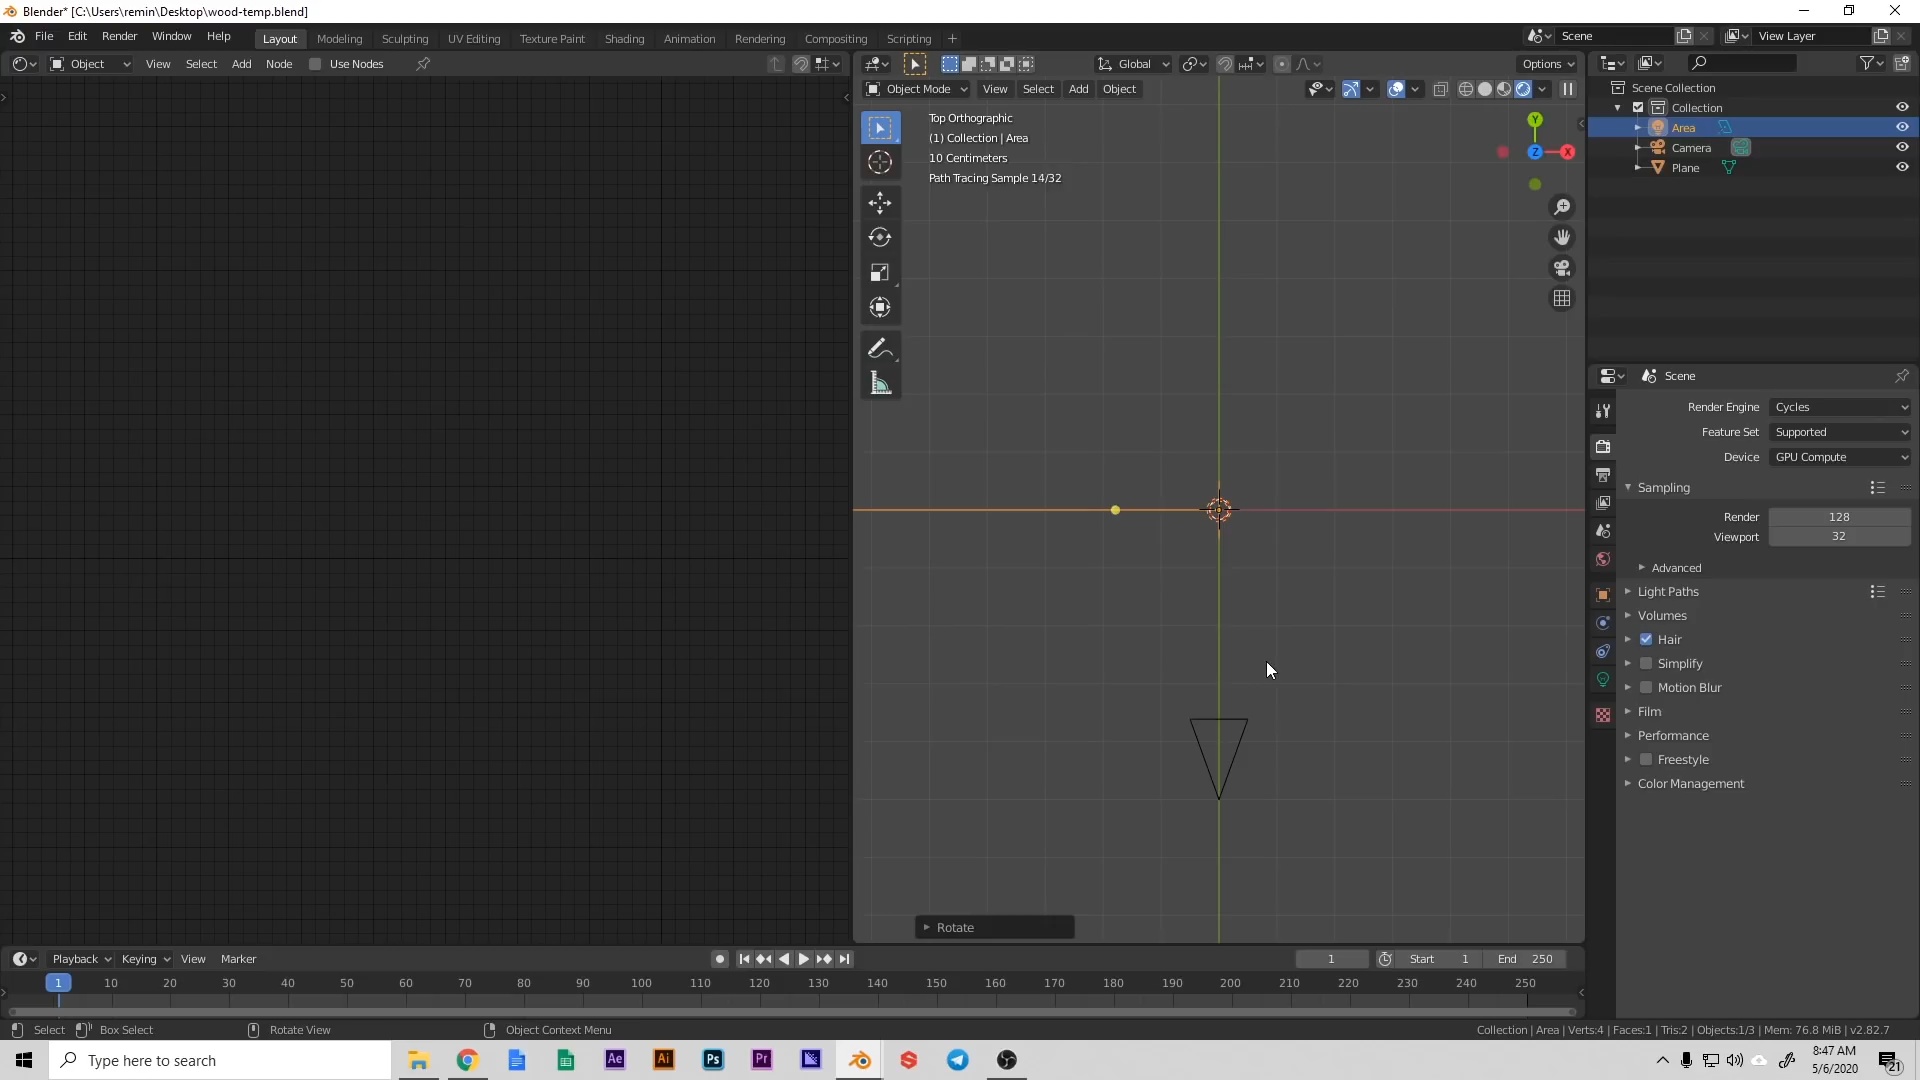 Blender* [C:\Users\remin\Desktop\wood-temp.blend]
File Edit Render Window Help Layout Modeling Sculpting UV Editing Texture Paint Shading Animation Rendering Compositing Scripting + Scene View Layer
Object View Select Add Node Use Nodes Global Options
Object Mode View Select Add Object
Scene Collection
Collection
Area
Camera
Plane
Top Orthographic
(1) Collection | Area
10 Centimeters
Path Tracing Sample 14/32
Y
Z
X
Scene
Render Engine Cycles
Feature Set Supported
Device GPU Compute
Sampling
Render 128
Viewport 32
Advanced
Light Paths
Volumes
Hair
Simplify
Motion Blur
Film
Performance
Freestyle
Color Management
Rotate
Playback Keying View Marker 1 Start 1 End 250
1 10 20 30 40 50 60 70 80 90 100 110 120 130 140 150 160 170 180 190 200 210 220 230 240 250
Select Box Select Rotate View Object Context Menu Collection | Area | Verts:4 | Faces:1 | Tris:2 | Objects:1/3 | Mem: 76.8 MiB | v2.82.7
Type here to search Ae Ai Ps Pr 8:47 AM
5/6/2020
21